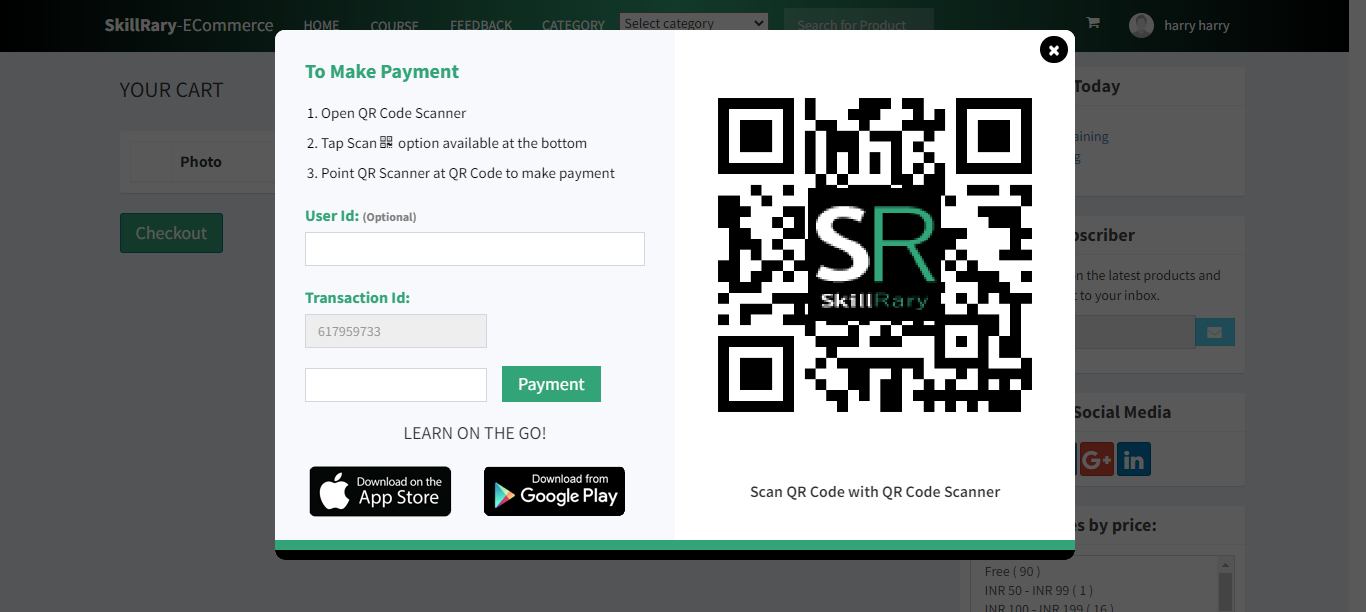 SkillRary-ECommerce
HOME
COURSE
FEEDBACK
CATEGORY
Select category
Search for Product
harry harry
YOUR CART
Photo
Checkout
To Make Payment
1. Open QR Code Scanner
2. Tap Scan option available at the bottom
3. Point QR Scanner at QR Code to make payment
User Id: (Optional)
Transaction Id:
617959733
Payment
LEARN ON THE GO!
Download on the
App Store
Download from
Google Play
SR
SkillRary
Scan QR Code with QR Code Scanner
Today
on the latest products and
to your inbox.
Social Media
G+
in
by price:
Free ( 90 )
INR 50 - INR 99 ( 1 )
INR 100 - INR 199 ( 16 )